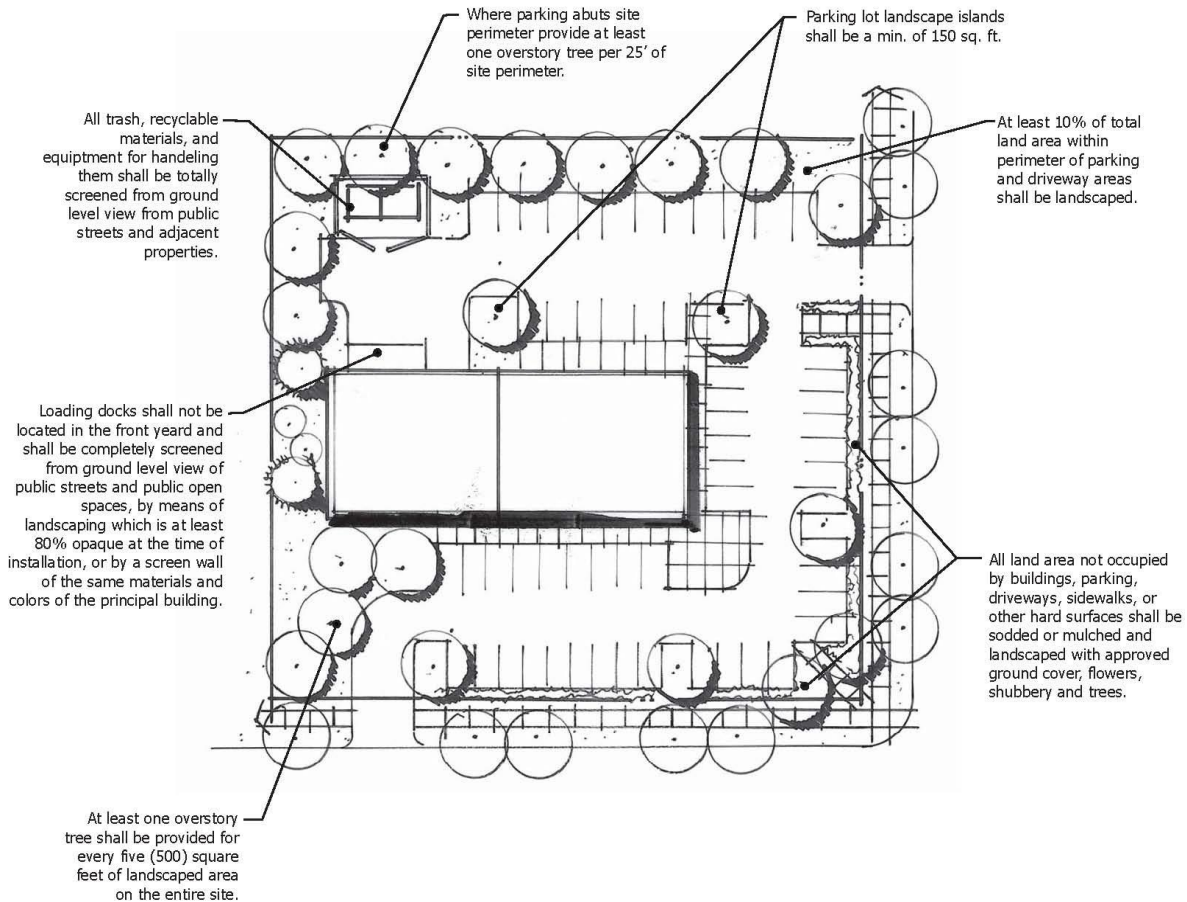 Where parking abuts site
perimeter provide at least
one overstory tree per 25' of
site perimeter.
Parking lot landscape islands
shall be a min. of 150 sq. ft.
All trash, recyclable
materials, and
equiptment for handeling
them shall be totally
screened from ground
level view from public
streets and adjacent
properties.
At least 10% of total
land area within
perimeter of parking
and driveway areas
shall be landscaped.
Loading docks shall not be
located in the front yeard and
shall be completely screened
from ground level view of
public streets and public open
spaces, by means of
landscaping which is at least
80% opaque at the time of
installation, or by a screen wall
of the same materials and
colors of the principal building.
All land area not occupied
by buildings, parking,
driveways, sidewalks, or
other hard surfaces shall be
sodded or mulched and
landscaped with approved
ground cover, flowers,
shubbery and trees.
At least one overstory
tree shall be provided for
every five (500) square
feet of landscaped area
on the entire site.